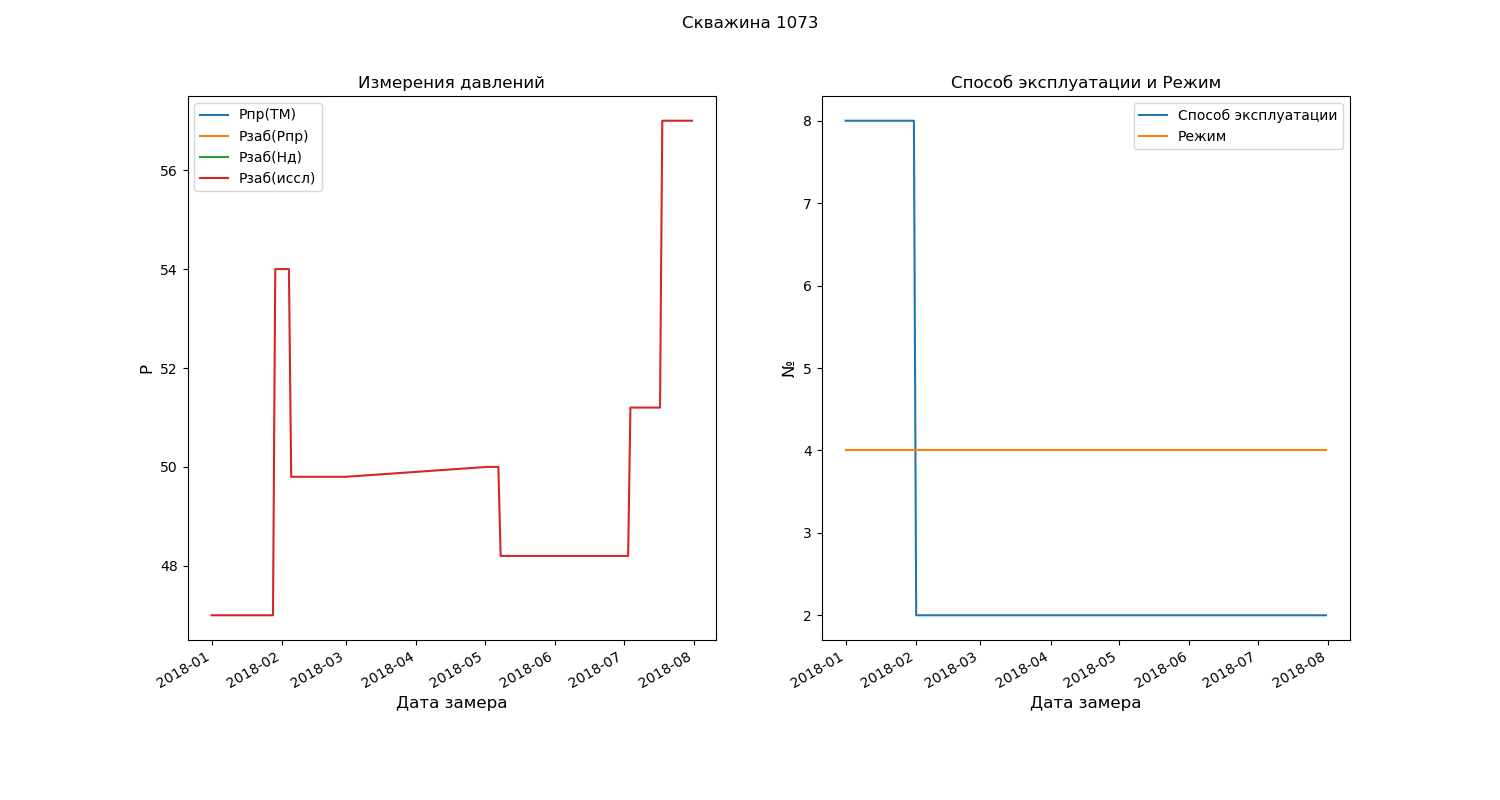 Скважина 1073
Измерения давлений
Рпр(ТМ)
Рзаб(Рпр)
Рзаб(Нд)
Рзаб(иссл)
56
54
52
50
48
Р
2018-01
2018-02
2018-03
2018-04
2018-05
2018-06
2018-07
2018-08
Дата замера
Способ эксплуатации и Режим
Способ эксплуатации
Режим
8
7
6
5
4
3
2
№
2018-01
2018-02
2018-03
2018-04
2018-05
2018-06
2018-07
2018-08
Дата замера